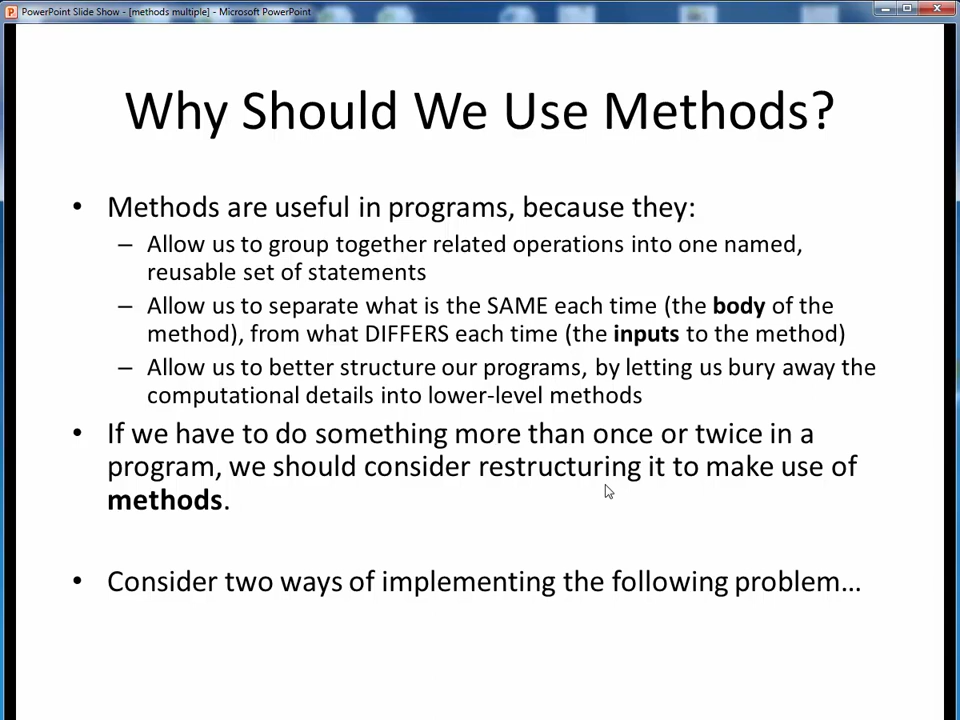 PowerPoint Slide Show - [methods multiple] - Microsoft PowerPoint
Why Should We Use Methods?
• Methods are useful in programs, because they:
– Allow us to group together related operations into one named,
reusable set of statements
– Allow us to separate what is the SAME each time (the body of the
method), from what DIFFERS each time (the inputs to the method)
– Allow us to better structure our programs, by letting us bury away the
computational details into lower-level methods
• If we have to do something more than once or twice in a
program, we should consider restructuring it to make use of
methods.
• Consider two ways of implementing the following problem…